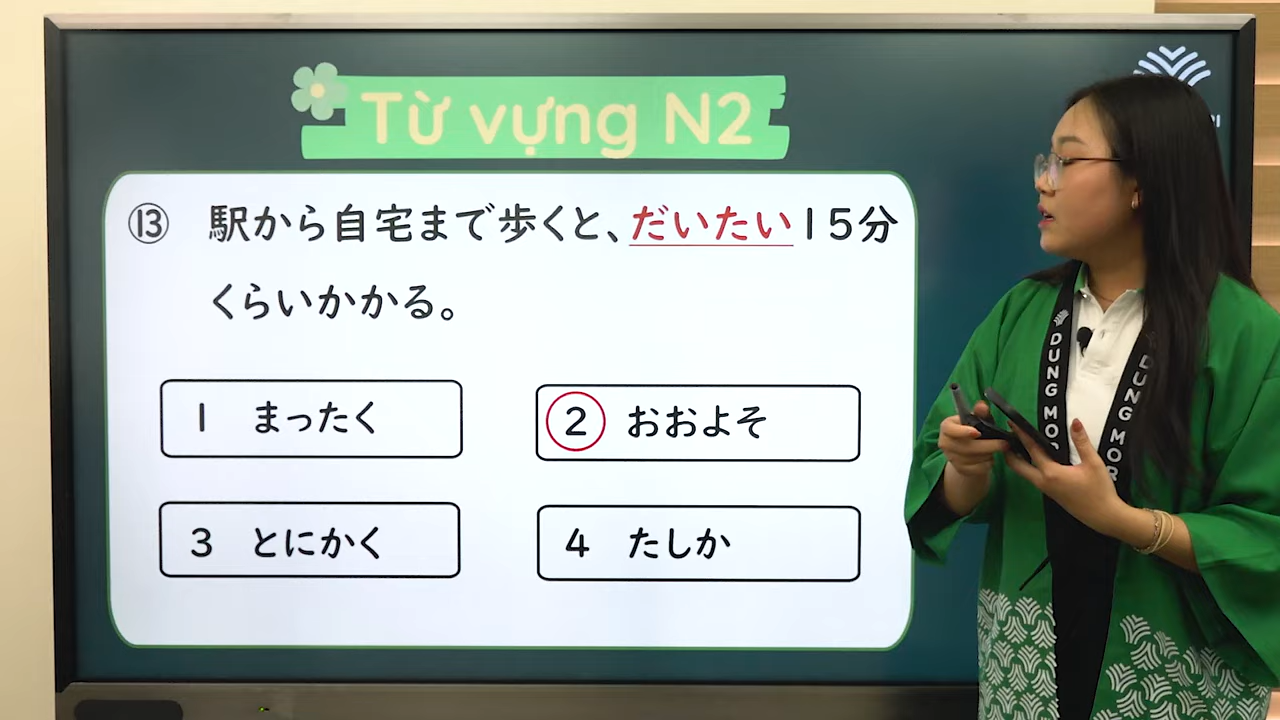 Từ vựng N2
⑬ 駅から自宅まで歩くと、だいたい15分
くらいかかる。
1 まったく
2 おおよそ
3 とにかく
4 たしか
DUNG MOR
DUNG MOR